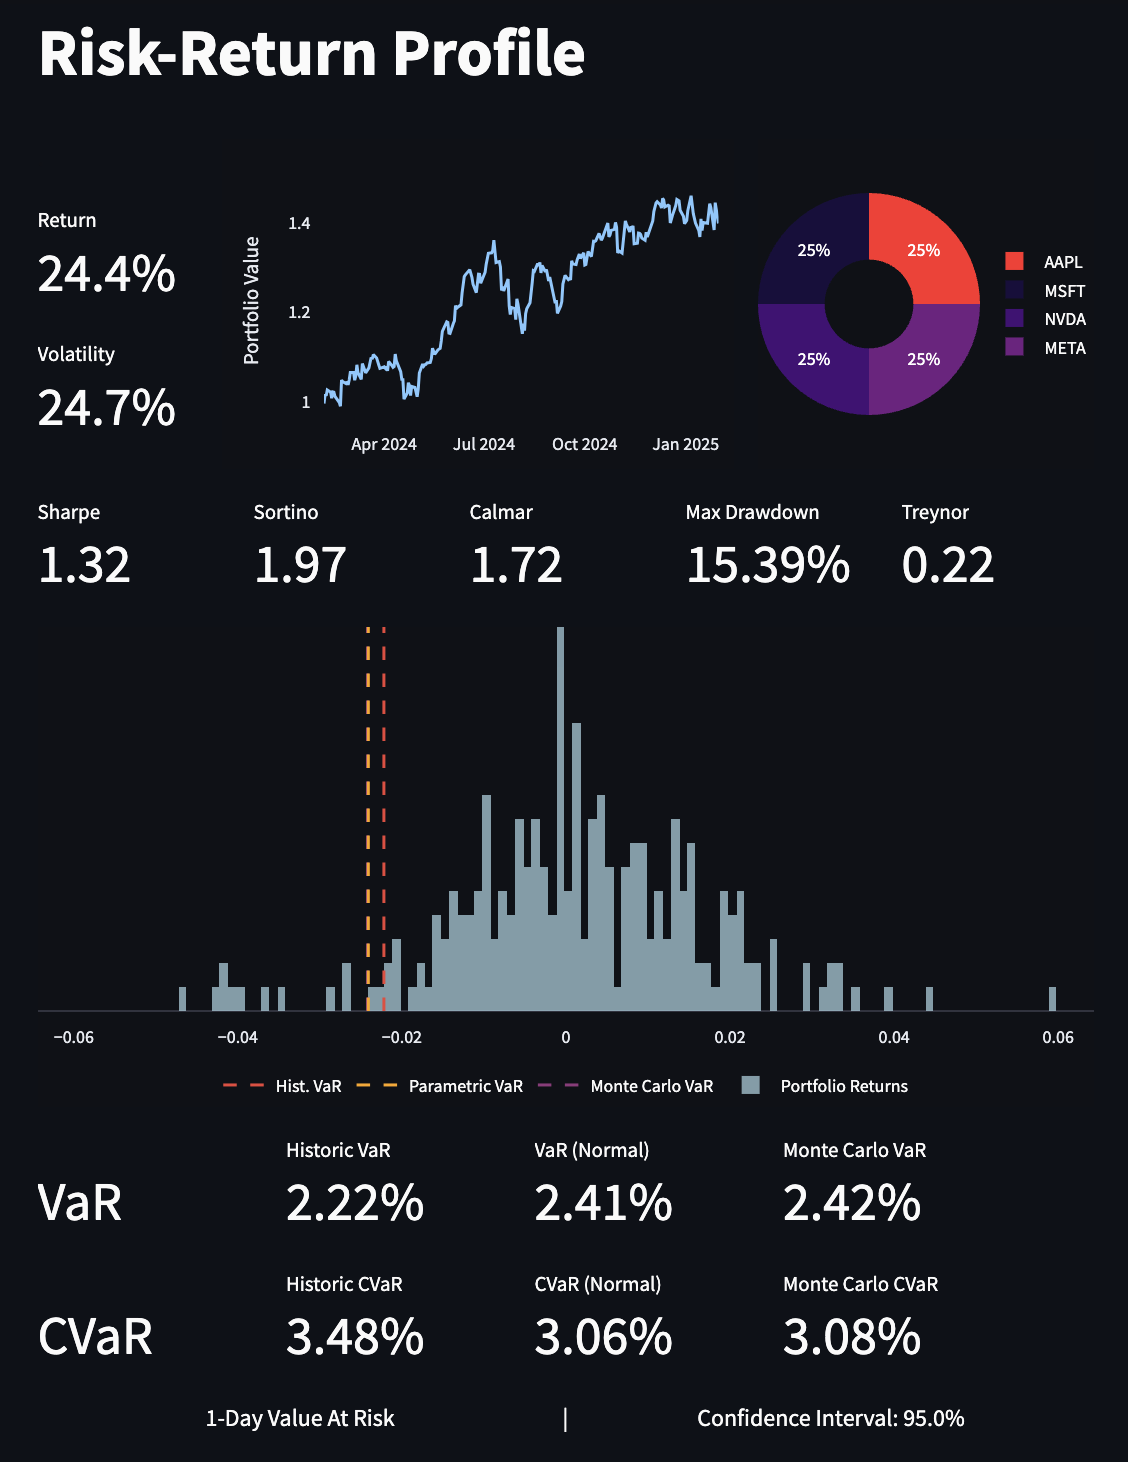 Risk-Return Profile
Return
24.4%
Volatility
24.7%
Portfolio Value
1.4
1.2
1
Apr 2024 Jul 2024 Oct 2024 Jan 2025
25% 25%
25% 25%
AAPL
MSFT
NVDA
META
Sharpe Sortino Calmar Max Drawdown Treynor
1.32 1.97 1.72 15.39% 0.22
−0.06 −0.04 −0.02 0 0.02 0.04 0.06
Hist. VaR Parametric VaR Monte Carlo VaR Portfolio Returns
Historic VaR VaR (Normal) Monte Carlo VaR
VaR 2.22% 2.41% 2.42%
Historic CVaR CVaR (Normal) Monte Carlo CVaR
CVaR 3.48% 3.06% 3.08%
1-Day Value At Risk | Confidence Interval: 95.0%